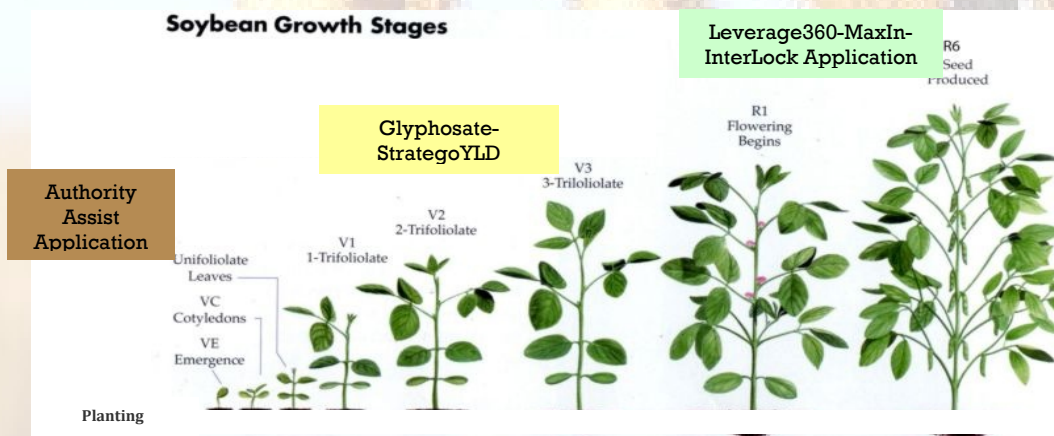 Soybean Growth Stages
Leverage360-MaxIn-
InterLock Application
R6
Seed
Produced
Glyphosate-
StrategoYLD
R1
Flowering
Begins
V3
3-Triloliolate
Authority
Assist
Application
V2
2-Trifoliolate
V1
1-Trifoliolate
Unifoliolate
Leaves
VC
Cotyledons
VE
Emergence
Planting